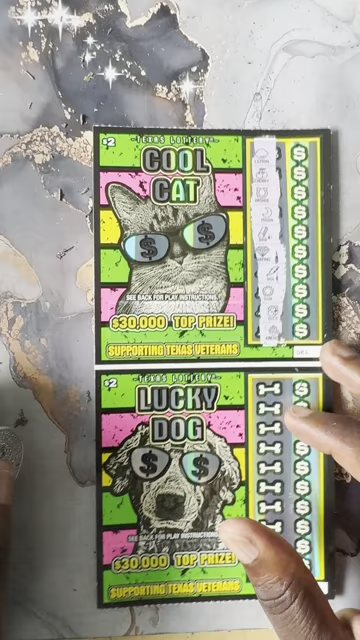 $2
TEXAS LOTTERY
COOL
CAT
$ $
SEE BACK FOR PLAY INSTRUCTIONS.
$30,000 TOP PRIZE!
SUPPORTING TEXAS VETERANS
$2
TEXAS LOTTERY
LUCKY
DOG
$ $
SEE BACK FOR PLAY INSTRUCTIONS.
$30,000 TOP PRIZE!
SUPPORTING TEXAS VETERANS